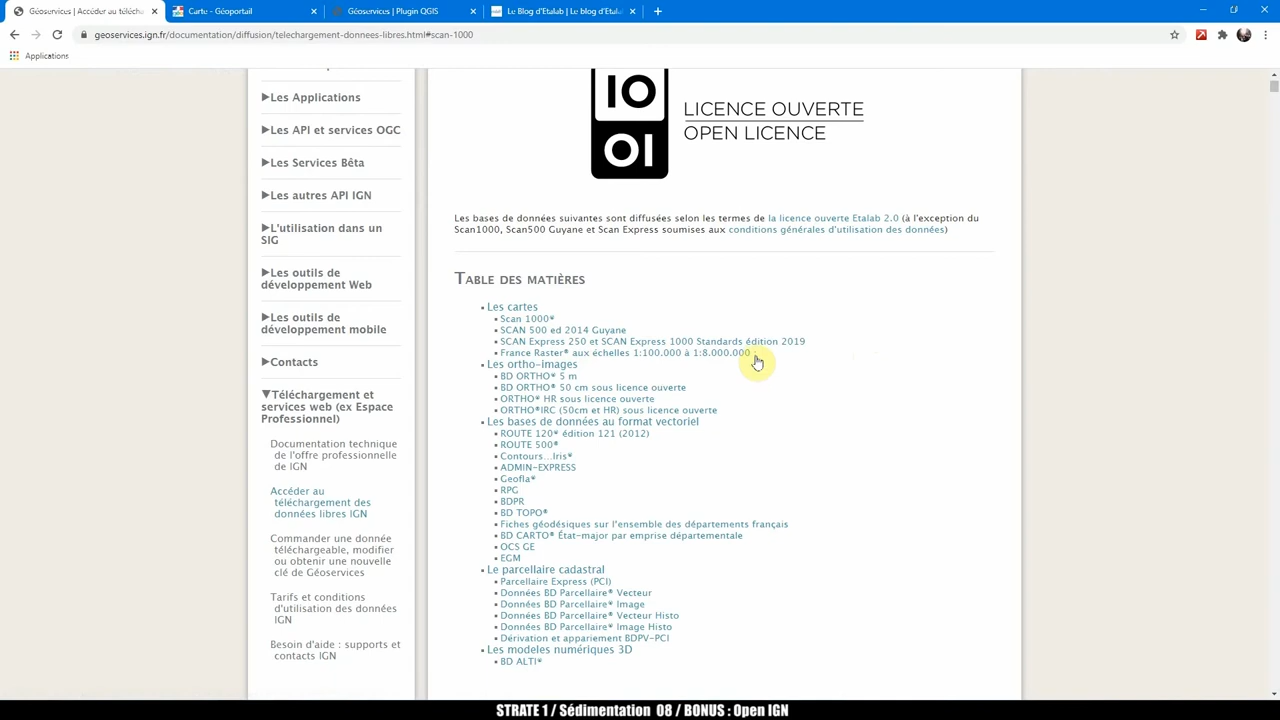 Géoservices | Accéder au télécha
Carte - Géoportail
Géoservices | Plugin QGIS
Le Blog d'Etalab | Le blog d'Etala
geoservices.ign.fr/documentation/diffusion/telechargement-donnees-libres.html#scan-1000
Applications
▶Les Applications
▶Les API et services OGC
▶Les Services Bêta
▶Les autres API IGN
▶L'utilisation dans un
SIG
▶Les outils de
développement Web
▶Les outils de
développement mobile
▶Contacts
▼Téléchargement et
services web (ex Espace
Professionnel)
Documentation technique
de l'offre professionnelle
de IGN
Accéder au
téléchargement des
données libres IGN
Commander une donnée
téléchargeable, modifier
ou obtenir une nouvelle
clé de Géoservices
Tarifs et conditions
d'utilisation des données
IGN
Besoin d'aide : supports et
contacts IGN
IO
OI
LICENCE OUVERTE
OPEN LICENCE
Les bases de données suivantes sont diffusées selon les termes de la licence ouverte Etalab 2.0 (à l'exception du
Scan1000, Scan500 Guyane et Scan Express soumises aux conditions générales d'utilisation des données)
TABLE DES MATIÈRES
Les cartes
Scan 1000®
SCAN 500 ed 2014 Guyane
SCAN Express 250 et SCAN Express 1000 Standards édition 2019
France Raster® aux échelles 1:100.000 à 1:8.000.000 :
Les ortho-images
BD ORTHO® 5 m
BD ORTHO® 50 cm sous licence ouverte
ORTHO® HR sous licence ouverte
ORTHO®IRC (50cm et HR) sous licence ouverte
Les bases de données au format vectoriel
ROUTE 120® édition 121 (2012)
ROUTE 500®
Contours...Iris®
ADMIN-EXPRESS
Geofla®
RPG
BDPR
BD TOPO®
Fiches géodésiques sur l'ensemble des départements français
BD CARTO® État-major par emprise départementale
OCS GE
EGM
Le parcellaire cadastral
Parcellaire Express (PCI)
Données BD Parcellaire® Vecteur
Données BD Parcellaire® Image
Données BD Parcellaire® Vecteur Histo
Données BD Parcellaire® Image Histo
Dérivation et appariement BDPV-PCI
Les modeles numériques 3D
BD ALTI®
STRATE 1 / Sédimentation 08 / BONUS : Open IGN